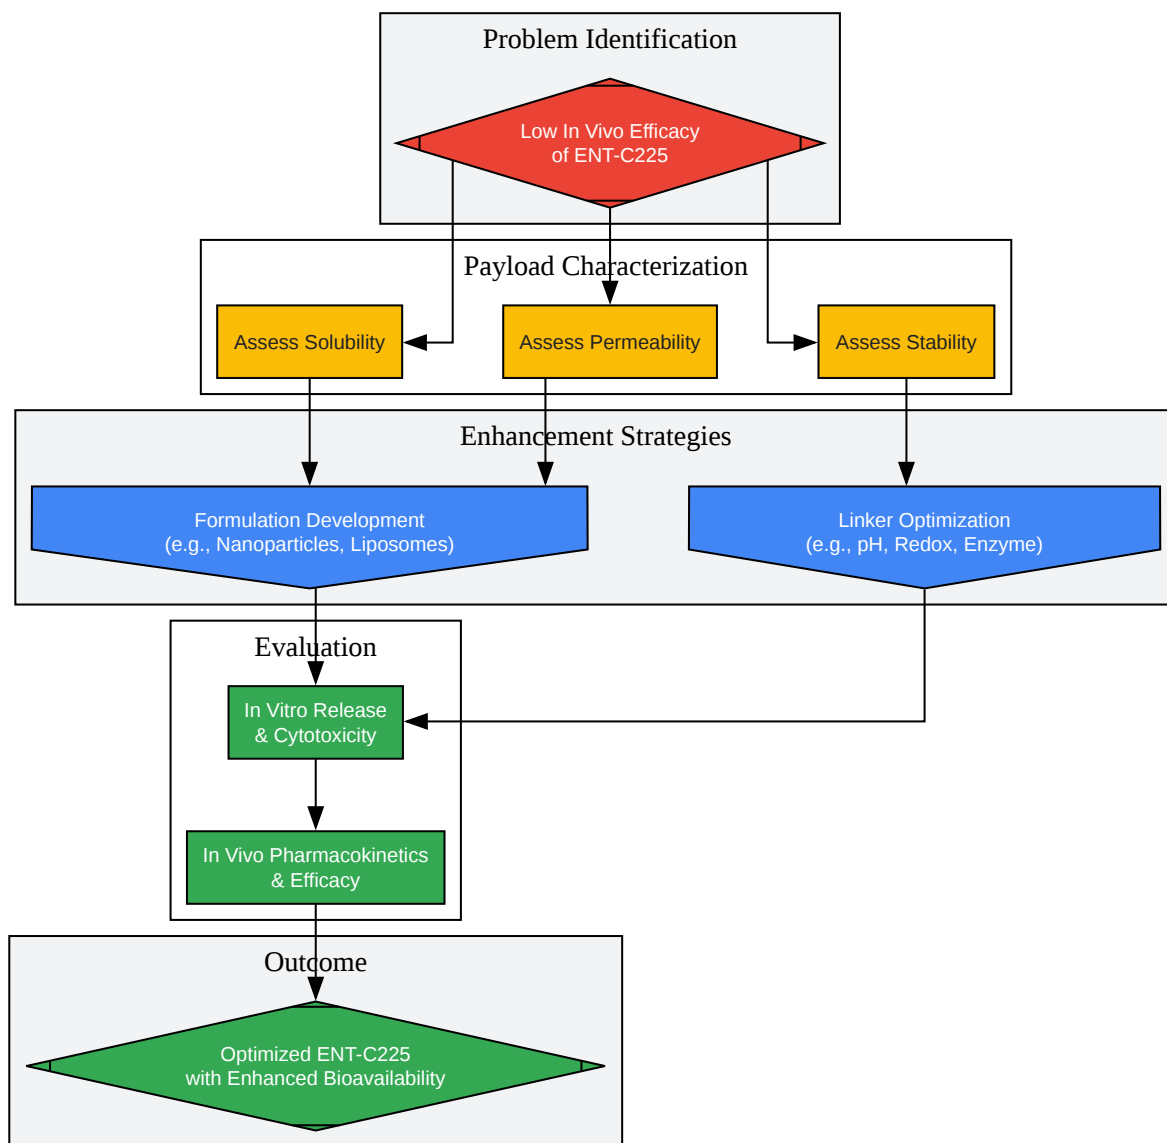 Problem Identification
Low In Vivo Efficacy
of ENT-C225
Payload Characterization
Assess Solubility
Assess Permeability
Assess Stability
Enhancement Strategies
Formulation Development
(e.g., Nanoparticles, Liposomes)
Linker Optimization
(e.g., pH, Redox, Enzyme)
Evaluation
In Vitro Release
& Cytotoxicity
In Vivo Pharmacokinetics
& Efficacy
Outcome
Optimized ENT-C225
with Enhanced Bioavailability